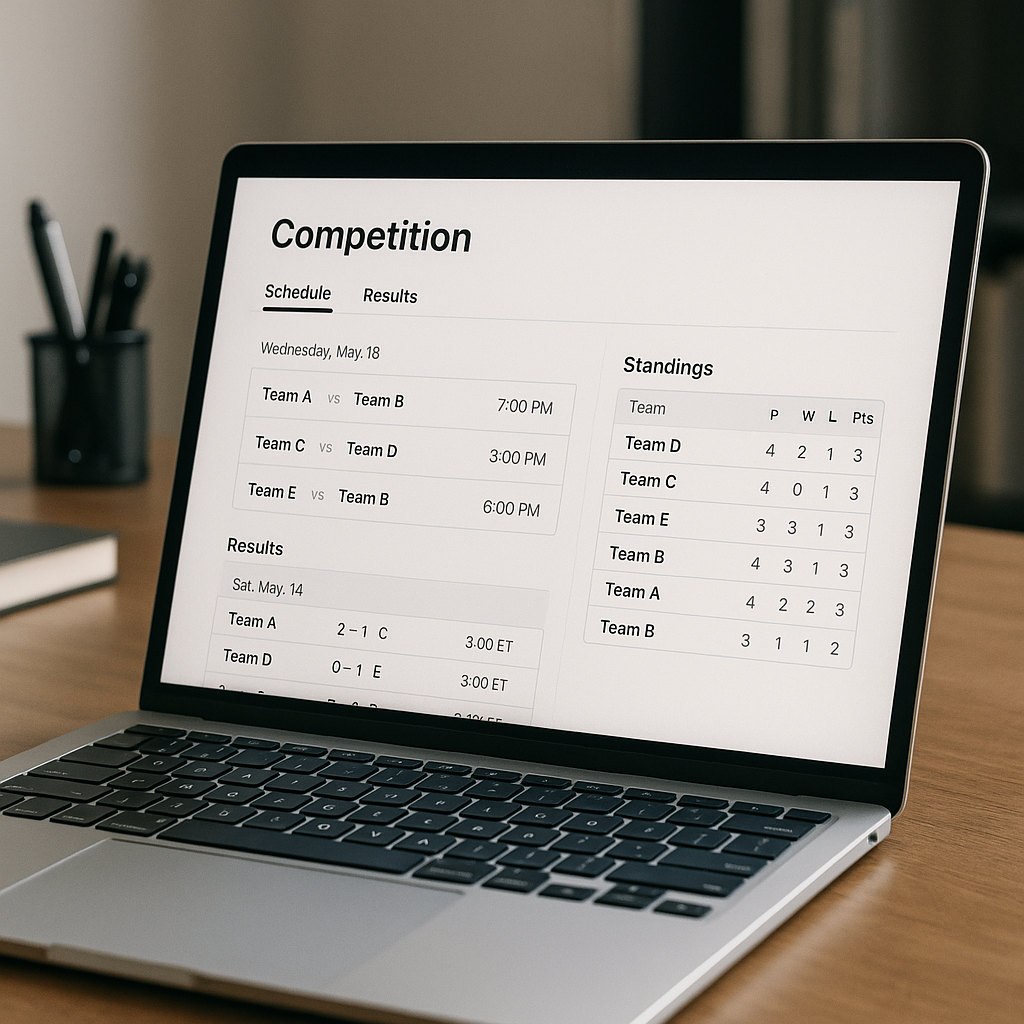 Competition
Schedule Results
Wednesday, May. 18
Team A vs Team B 7:00 PM
Team C vs Team D 3:00 PM
Team E vs Team B 6:00 PM
Results
Sat. May. 14
Team A 2 – 1 C 3:00 ET
Team D 0 – 1 E 3:00 ET
Standings
Team P W L Pts
Team D 4 2 1 3
Team C 4 0 1 3
Team E 3 3 1 3
Team B 4 3 1 3
Team A 4 2 2 3
Team B 3 1 1 2